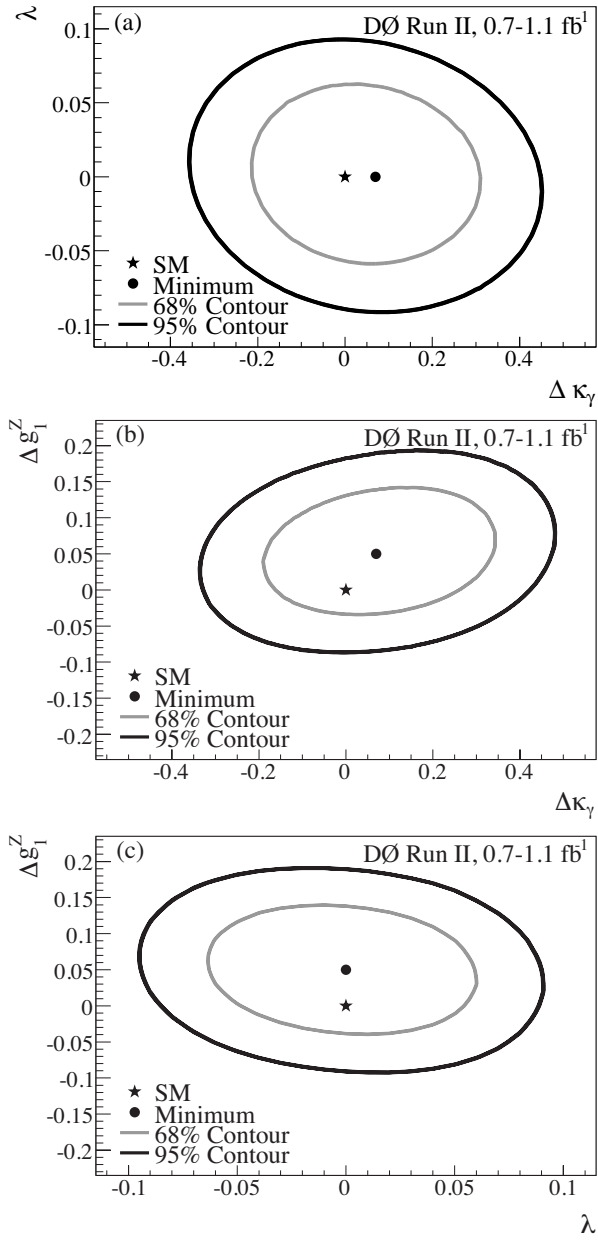 λ
(a)
DØ Run II, 0.7-1.1 fb⁻¹
0.1
0.05
0
-0.05
-0.1
SM
Minimum
68% Contour
95% Contour
-0.4 -0.2 0 0.2 0.4
Δ κγ
Δ g₁ᶻ
(b)
DØ Run II, 0.7-1.1 fb⁻¹
0.2
0.15
0.1
0.05
0
-0.05
-0.1
-0.15
-0.2
SM
Minimum
68% Contour
95% Contour
-0.4 -0.2 0 0.2 0.4
Δκγ
Δg₁ᶻ
(c)
DØ Run II, 0.7-1.1 fb⁻¹
0.2
0.15
0.1
0.05
0
-0.05
-0.1
-0.15
-0.2
SM
Minimum
68% Contour
95% Contour
-0.1 -0.05 0 0.05 0.1
λ